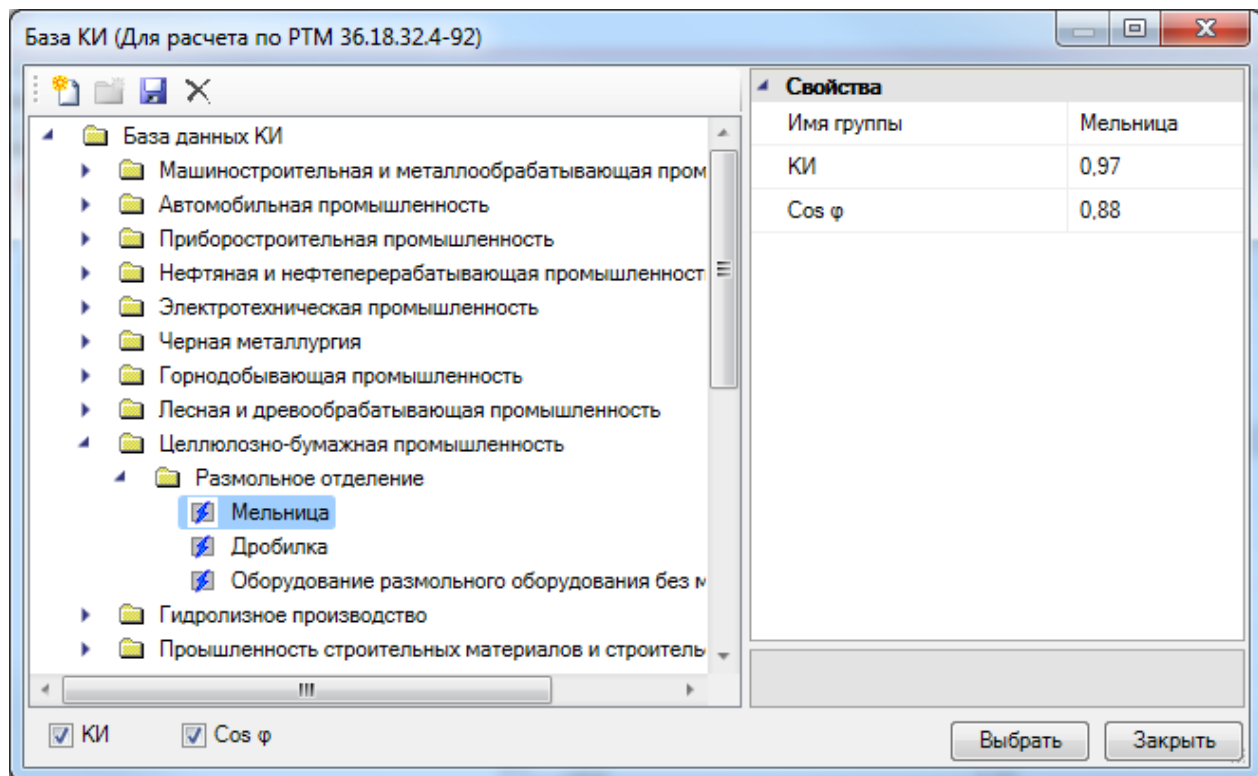 База КИ (Для расчета по РТМ 36.18.32.4-92)
База данных КИ
Машиностроительная и металлообрабатывающая пром
Автомобильная промышленность
Приборостроительная промышленность
Нефтяная и нефтеперерабатывающая промышленност
Электротехническая промышленность
Черная металлургия
Горнодобывающая промышленность
Лесная и древообрабатывающая промышленность
Целлюлозно-бумажная промышленность
Размольное отделение
Мельница
Дробилка
Оборудование размольного оборудования без м
Гидролизное производство
Проышленность строительных материалов и строитель
Свойства
Имя группы Мельница
КИ 0,97
Cos φ 0,88
КИ Cos φ
Выбрать Закрыть